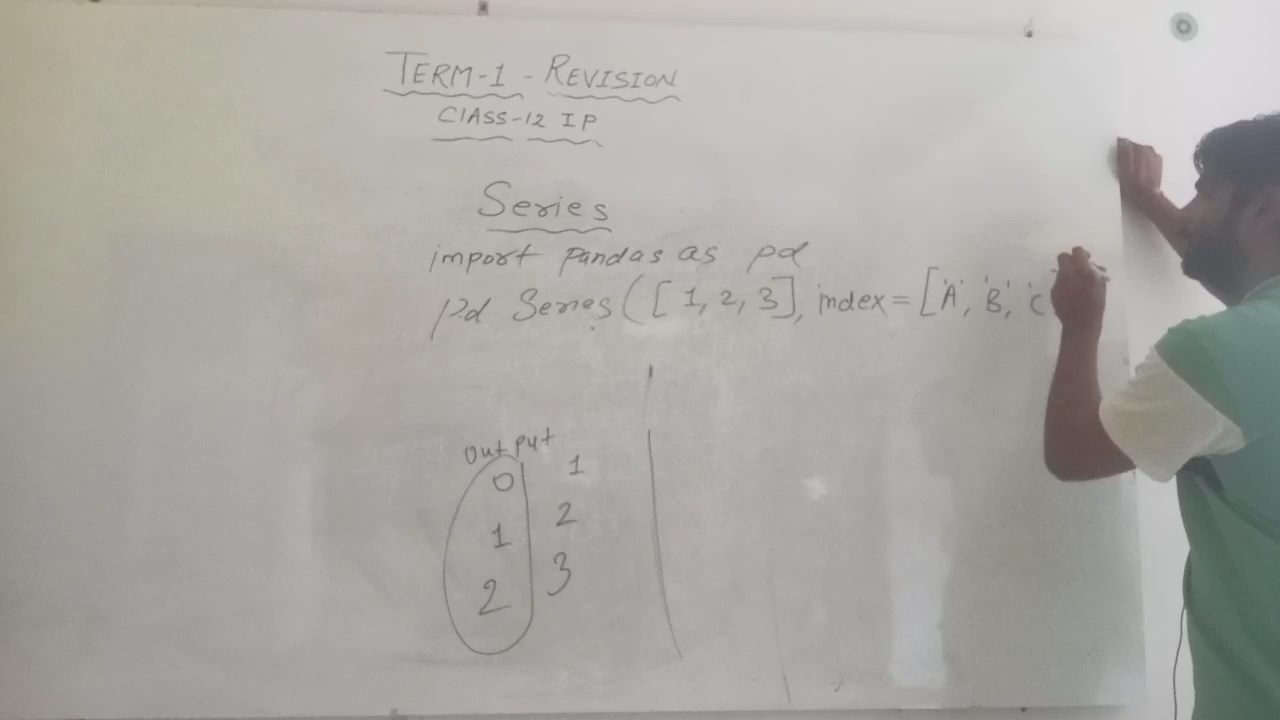 TERM-1 - REVISION
CLASS-12 IP
Series
import Pandas as pd
Pd. Series ([1, 2, 3], index = ['A', 'B', 'C
output
0 1
1 2
2 3